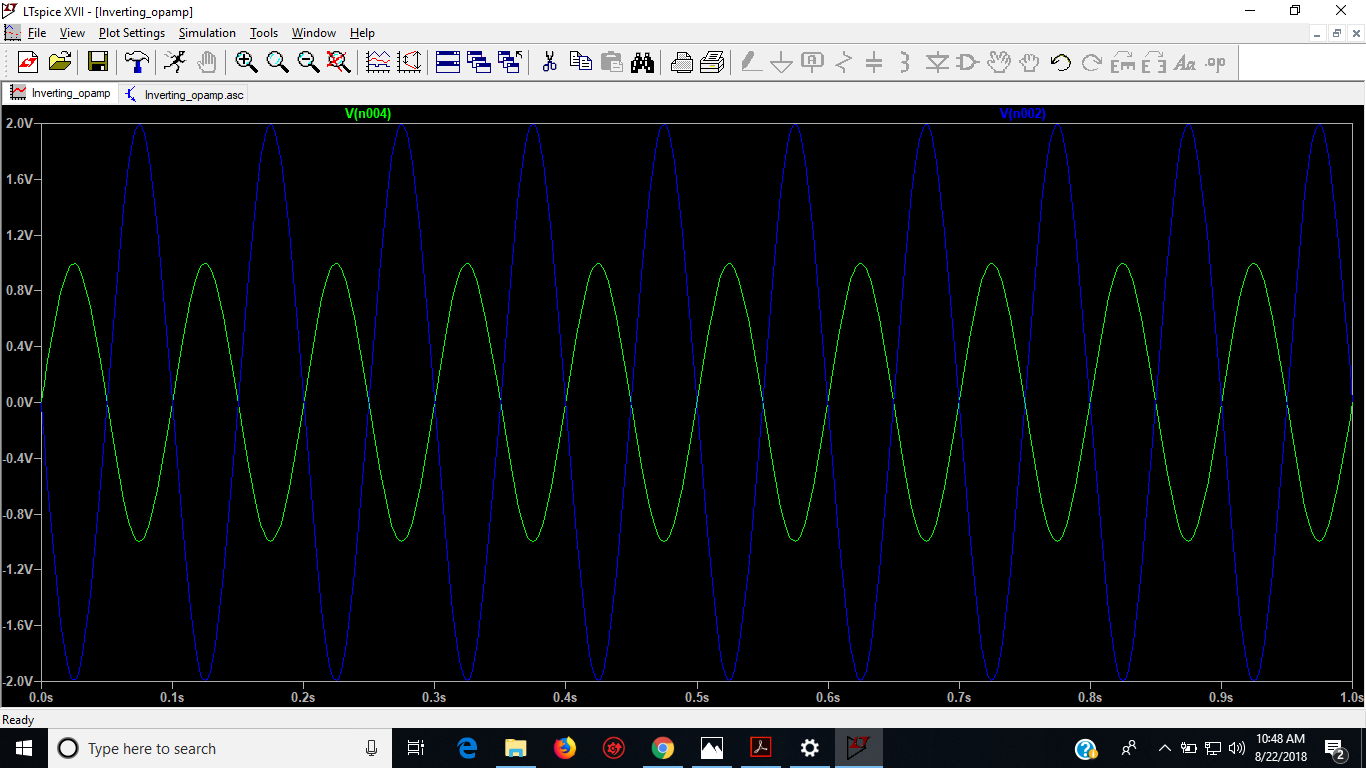 LTspice XVII - [Inverting_opamp]
File View Plot Settings Simulation Tools Window Help
.op
Inverting_opamp Inverting_opamp.asc
V(n004) V(n002)
2.0V
1.6V
1.2V
0.8V
0.4V
0.0V
-0.4V
-0.8V
-1.2V
-1.6V
-2.0V
0.0s 0.1s 0.2s 0.3s 0.4s 0.5s 0.6s 0.7s 0.8s 0.9s 1.0s
Ready
Type here to search
10:48 AM
8/22/2018
2